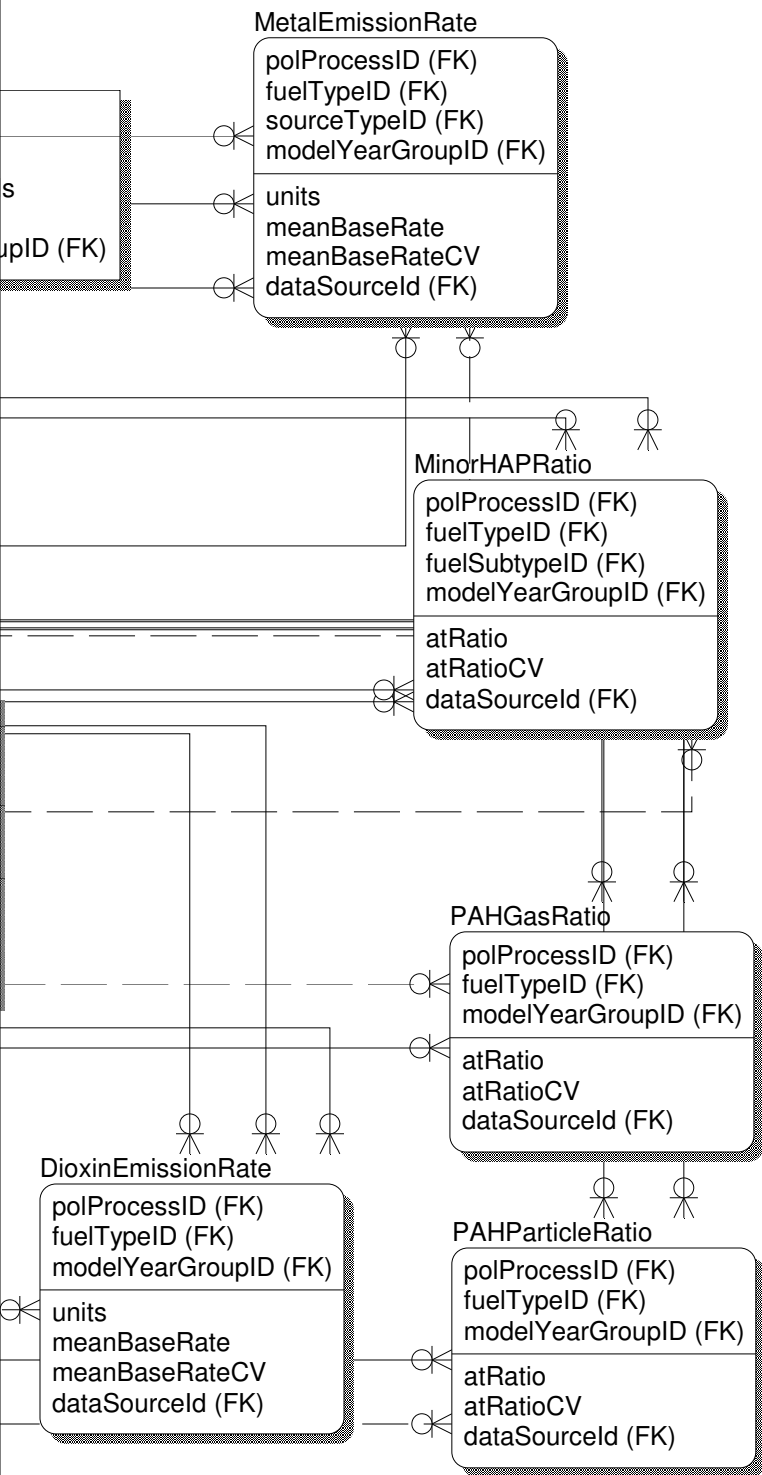 MetalEmissionRate
polProcessID (FK)
fuelTypeID (FK)
sourceTypeID (FK)
modelYearGroupID (FK)
units
meanBaseRate
meanBaseRateCV
dataSourceId (FK)
s
upID (FK)
MinorHAPRatio
polProcessID (FK)
fuelTypeID (FK)
fuelSubtypeID (FK)
modelYearGroupID (FK)
atRatio
atRatioCV
dataSourceId (FK)
PAHGasRatio
polProcessID (FK)
fuelTypeID (FK)
modelYearGroupID (FK)
atRatio
atRatioCV
dataSourceId (FK)
DioxinEmissionRate
polProcessID (FK)
fuelTypeID (FK)
modelYearGroupID (FK)
units
meanBaseRate
meanBaseRateCV
dataSourceId (FK)
PAHParticleRatio
polProcessID (FK)
fuelTypeID (FK)
modelYearGroupID (FK)
atRatio
atRatioCV
dataSourceId (FK)